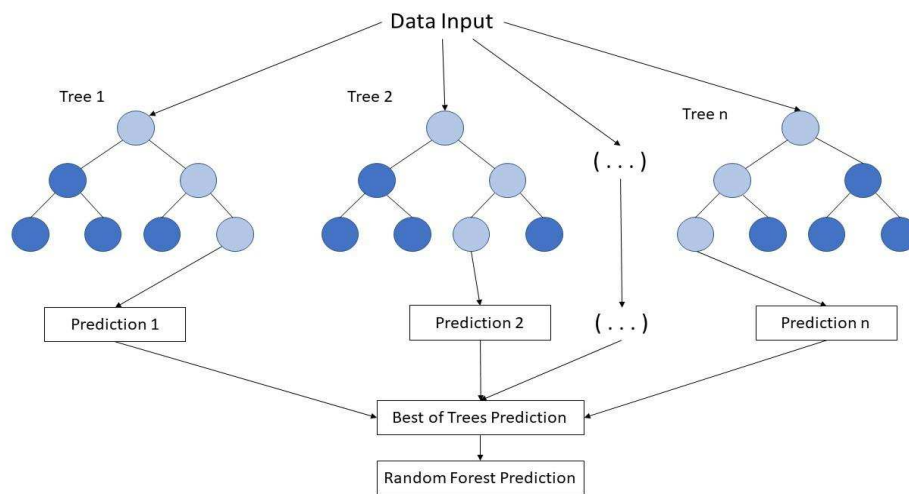 Data Input
Tree 1
Tree 2
Tree n
(...)
Prediction 1
Prediction 2
(...)
Prediction n
Best of Trees Prediction
Random Forest Prediction